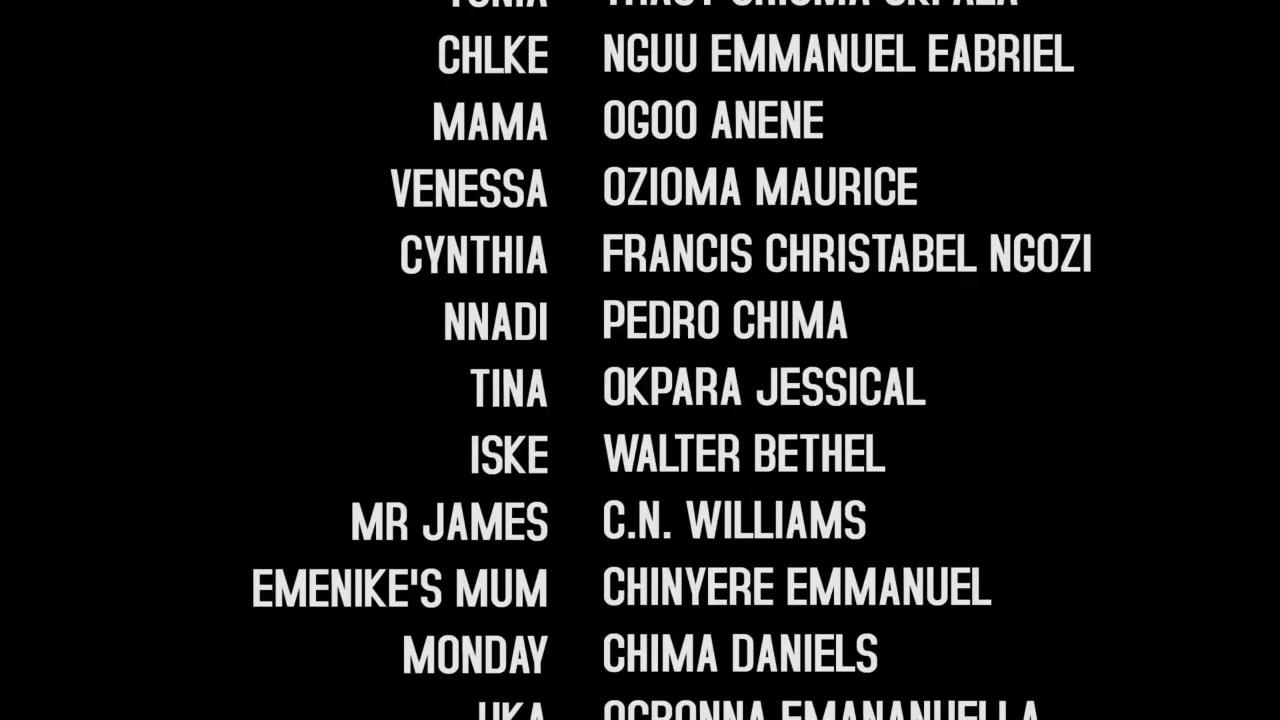 CHLKE NGUU EMMANUEL EABRIEL
MAMA OGOO ANENE
VENESSA OZIOMA MAURICE
CYNTHIA FRANCIS CHRISTABEL NGOZI
NNADI PEDRO CHIMA
TINA OKPARA JESSICAL
ISKE WALTER BETHEL
MR JAMES C.N. WILLIAMS
EMENIKE'S MUM CHINYERE EMMANUEL
MONDAY CHIMA DANIELS